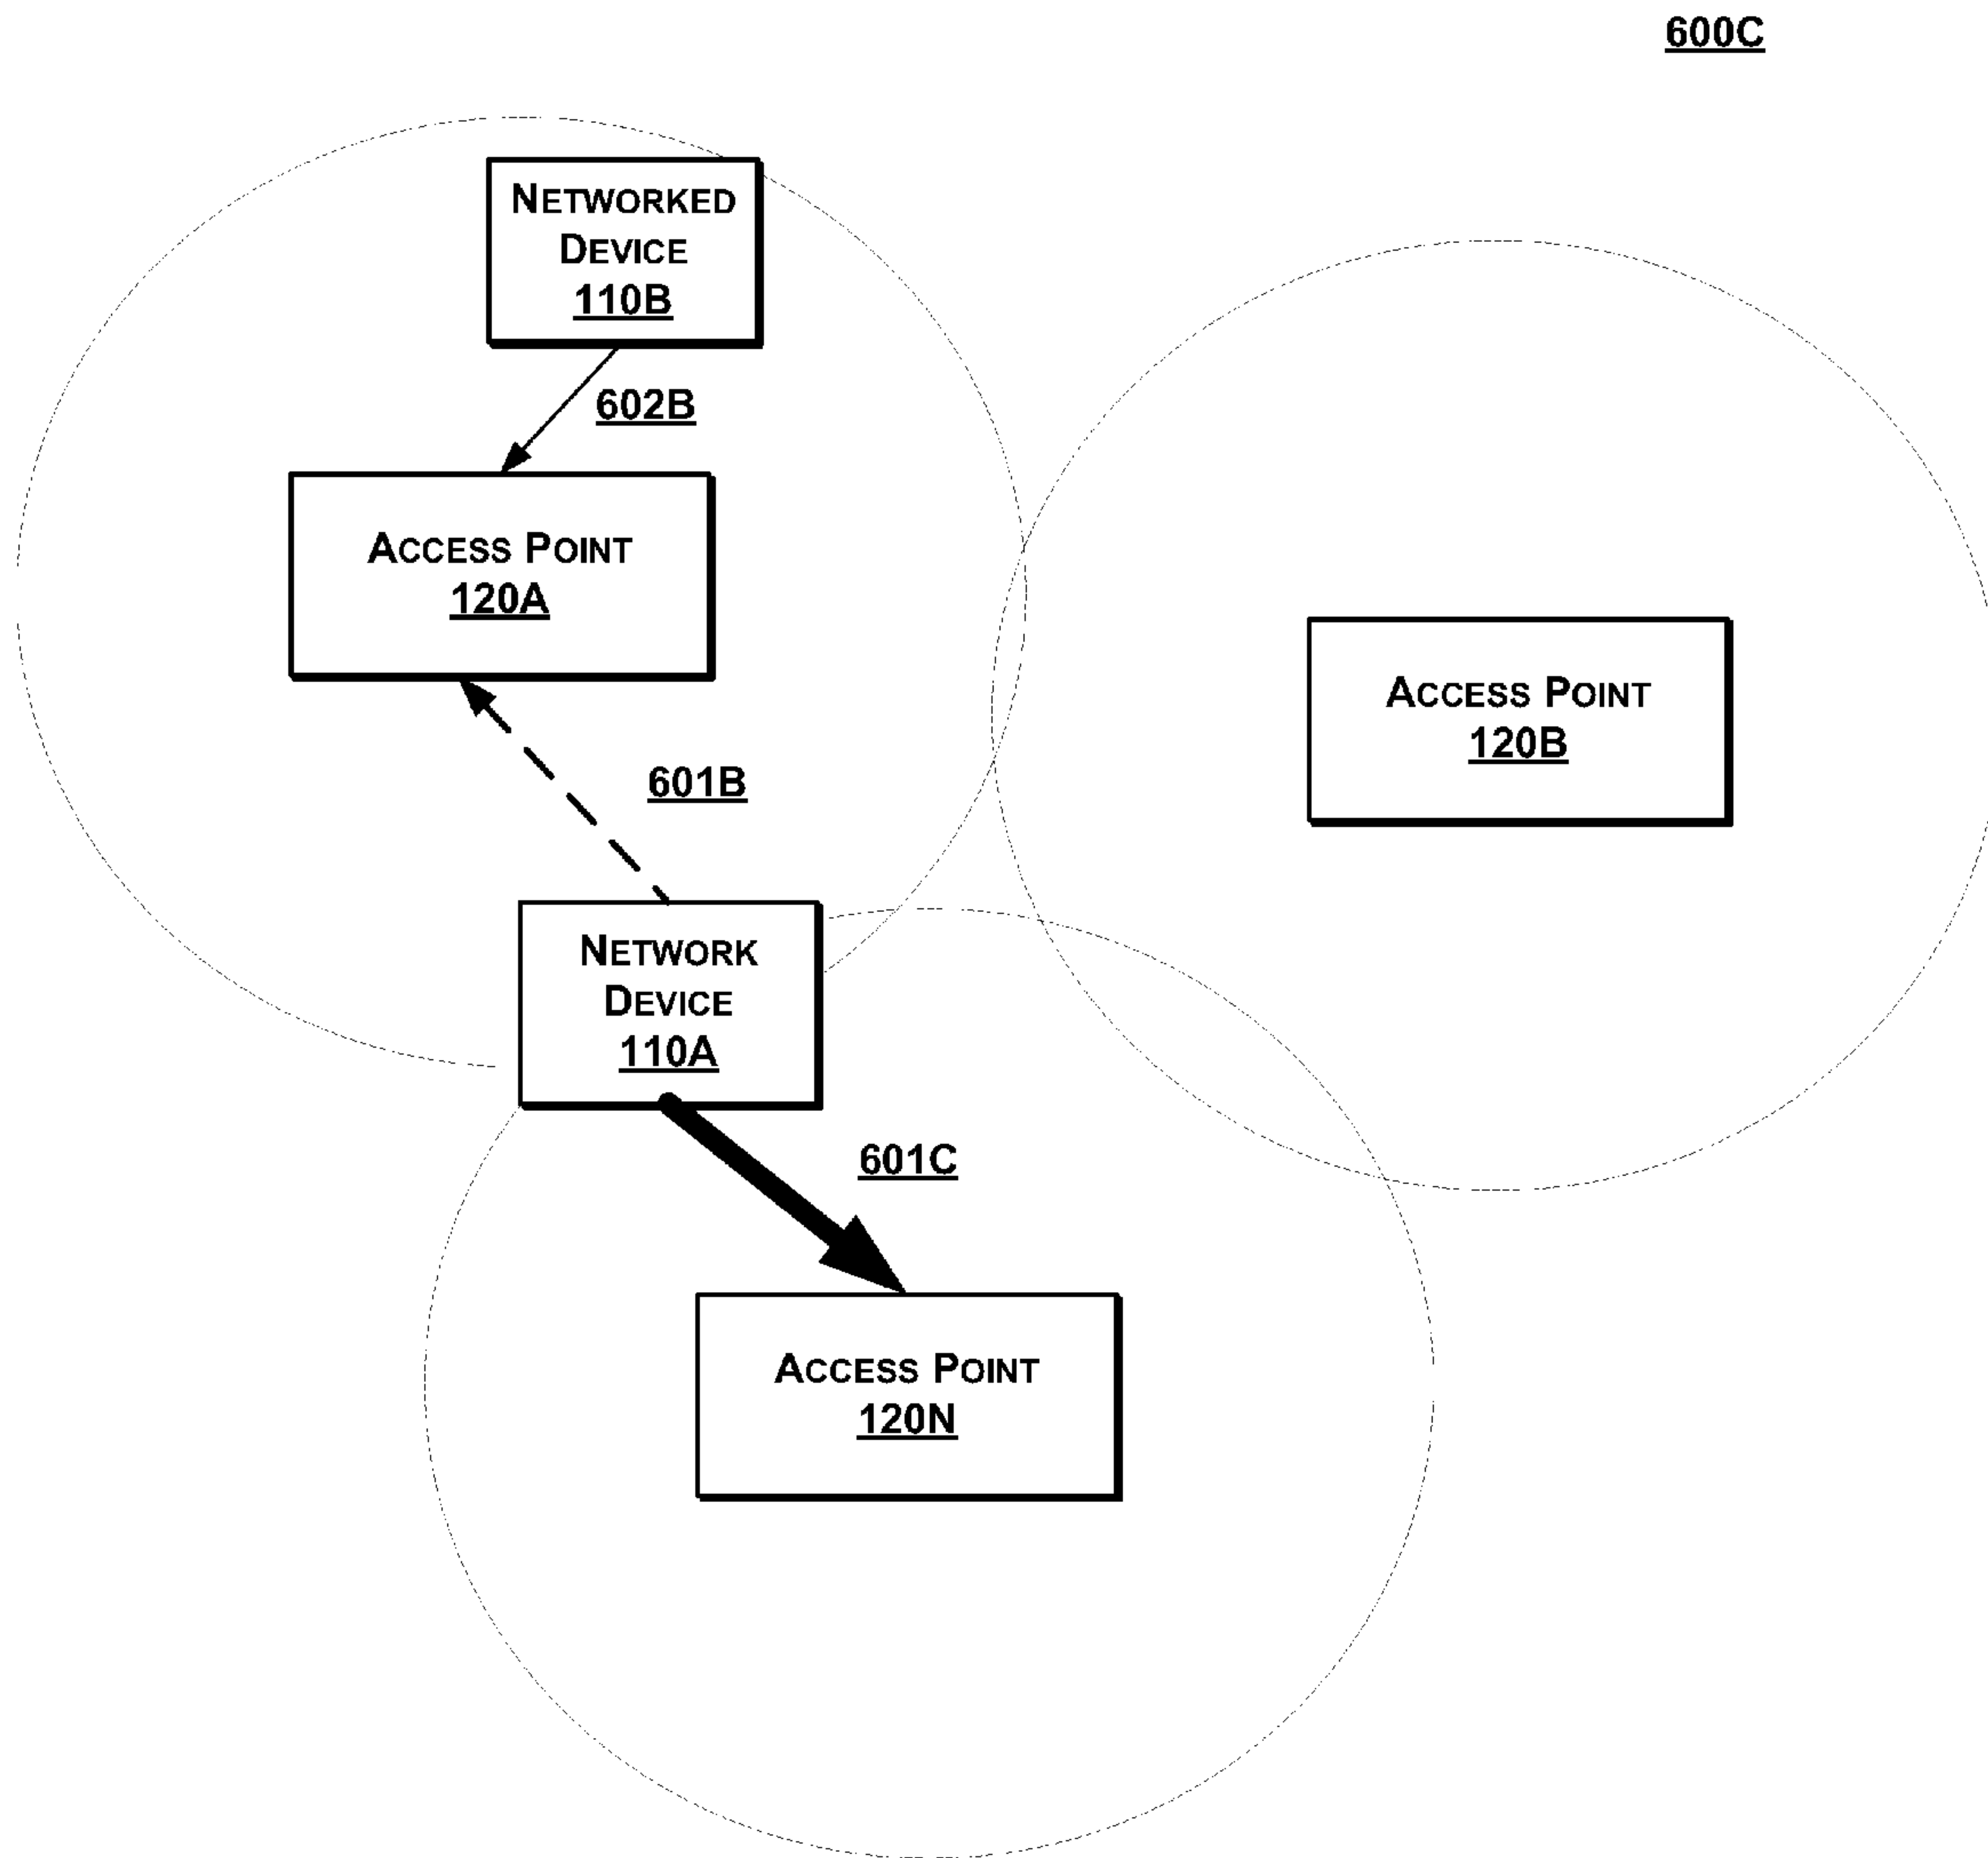 600C
NETWORKED
DEVICE
110B
602B
ACCESS POINT
120A
ACCESS POINT
120B
601B
NETWORK
DEVICE
110A
601C
ACCESS POINT
120N